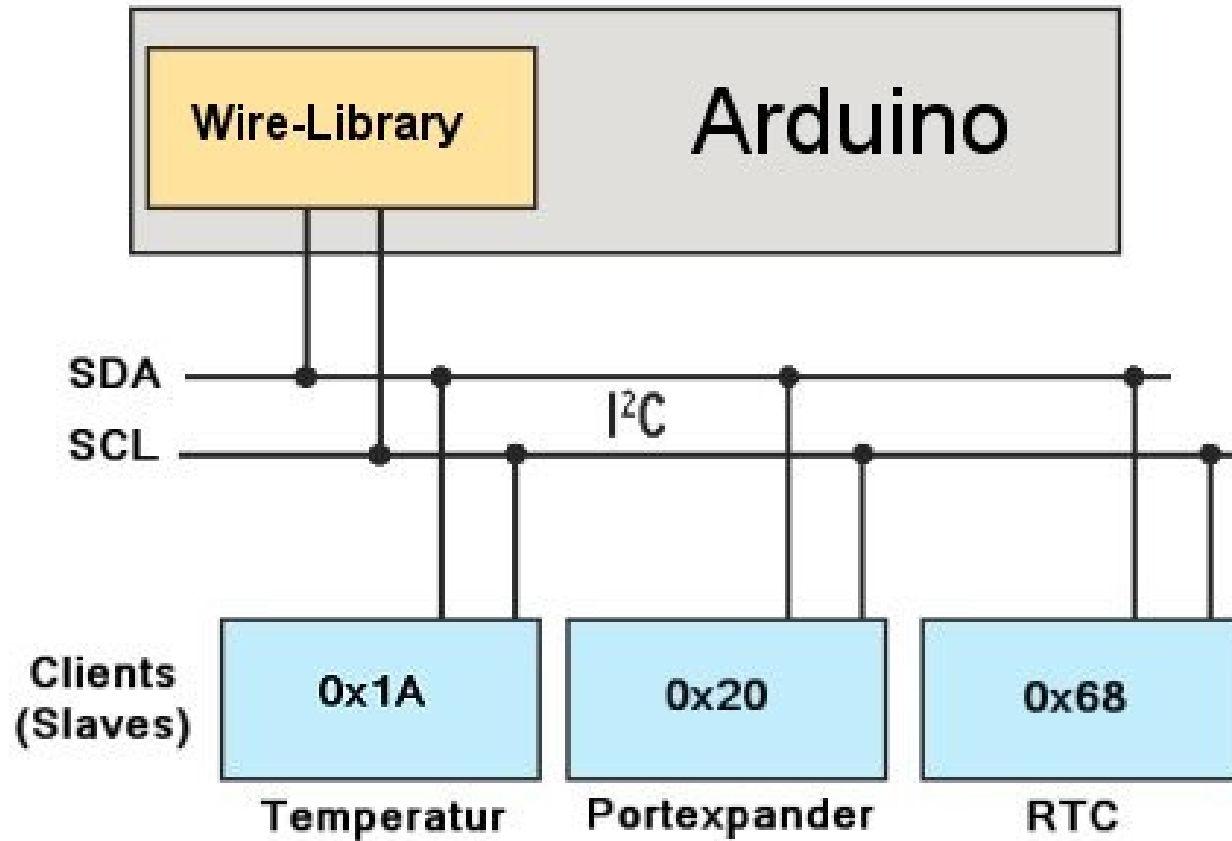 Wire-Library
Arduino
SDA
I²C
SCL
Clients
(Slaves)
0x1A
0x20
0x68
Temperatur
Portexpander
RTC